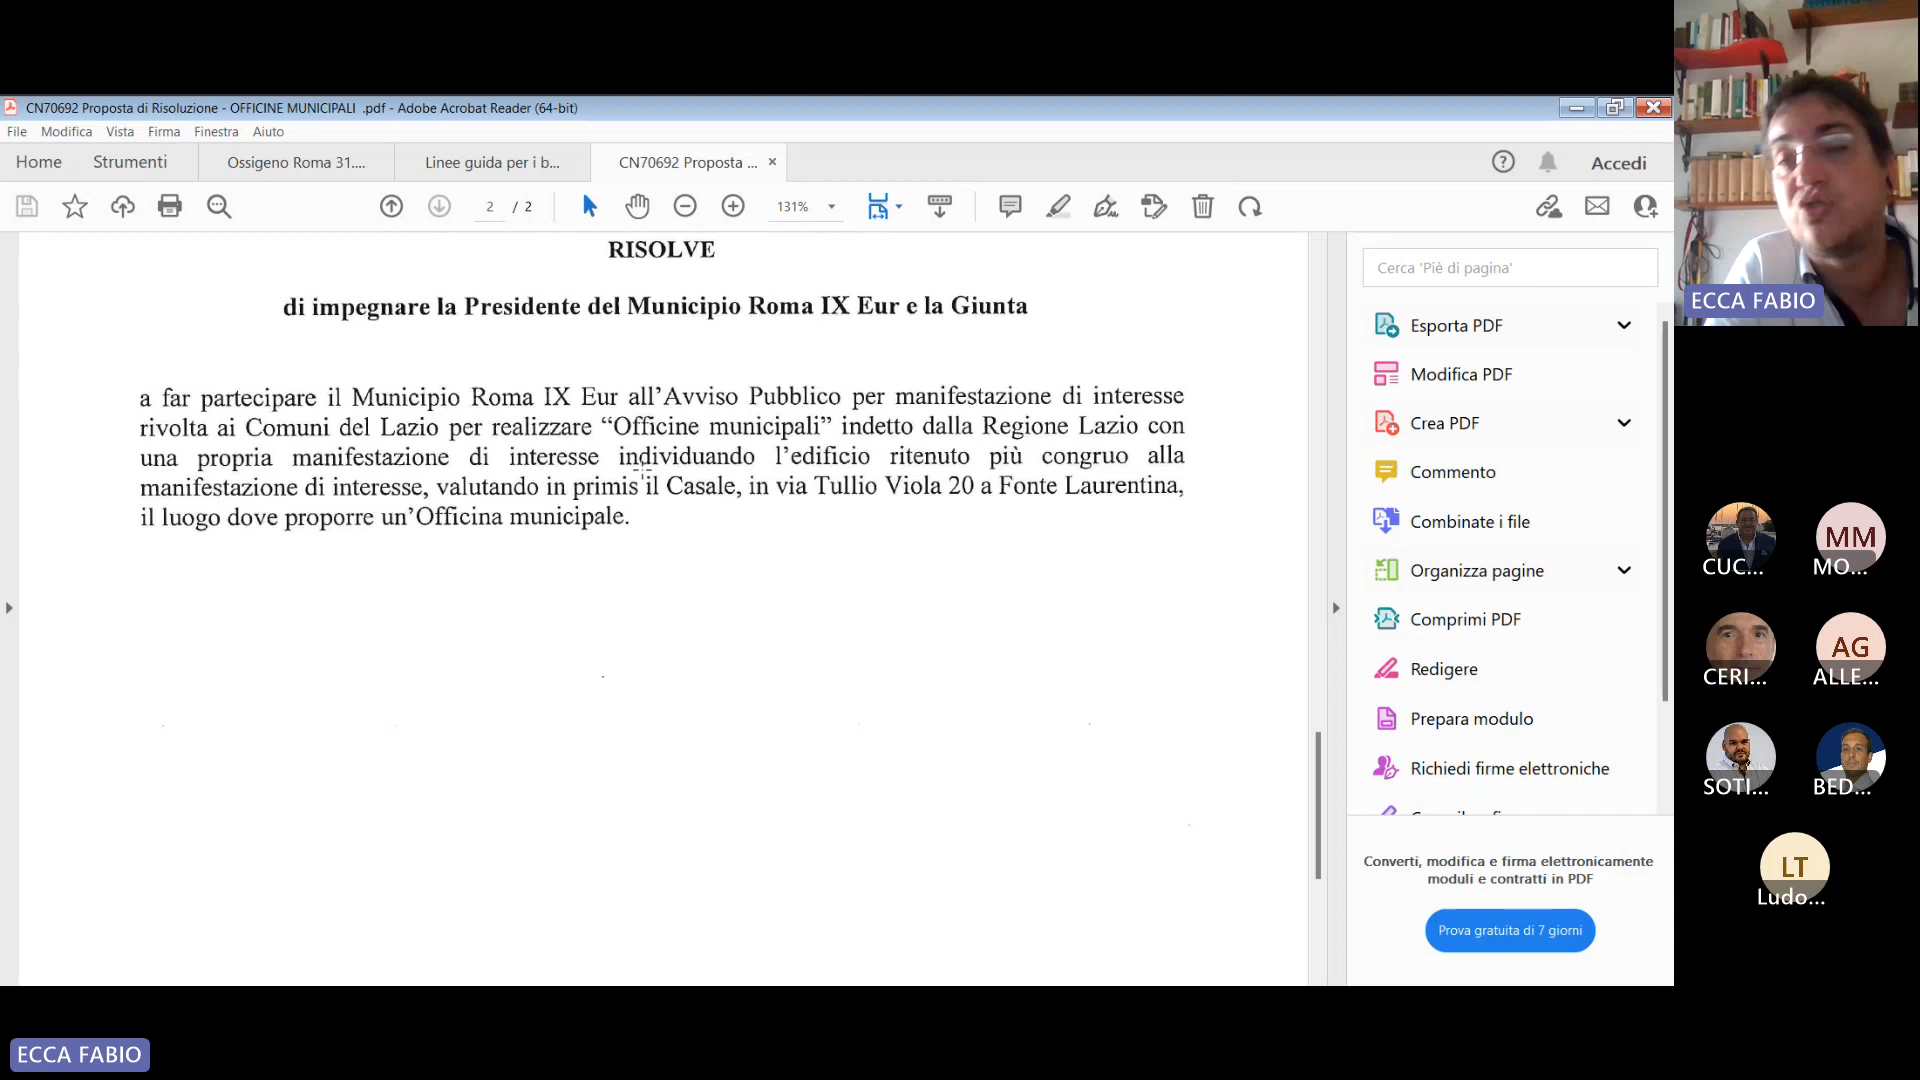 CN70692 Proposta di Risoluzione - OFFICINE MUNICIPALI .pdf - Adobe Acrobat Reader (64-bit)
File Modifica Vista Firma Finestra Aiuto
Home Strumenti Ossigeno Roma 31.... Linee guida per i b... CN70692 Proposta ... Accedi
2 / 2 131%
RISOLVE
di impegnare la Presidente del Municipio Roma IX Eur e la Giunta
a far partecipare il Municipio Roma IX Eur all’Avviso Pubblico per manifestazione di interesse
rivolta ai Comuni del Lazio per realizzare “Officine municipali” indetto dalla Regione Lazio con
una propria manifestazione di interesse individuando l’edificio ritenuto più congruo alla
manifestazione di interesse, valutando in primis il Casale, in via Tullio Viola 20 a Fonte Laurentina,
il luogo dove proporre un’Officina municipale.
Cerca 'Piè di pagina'
Esporta PDF
Modifica PDF
Crea PDF
Commento
Combinate i file
Organizza pagine
Comprimi PDF
Redigere
Prepara modulo
Richiedi firme elettroniche
Converti, modifica e firma elettronicamente
moduli e contratti in PDF
Prova gratuita di 7 giorni
ECCA FABIO
CUC...
MM
MO...
CERI...
AG
ALLE...
SOTI...
BED...
LT
Ludo...
ECCA FABIO